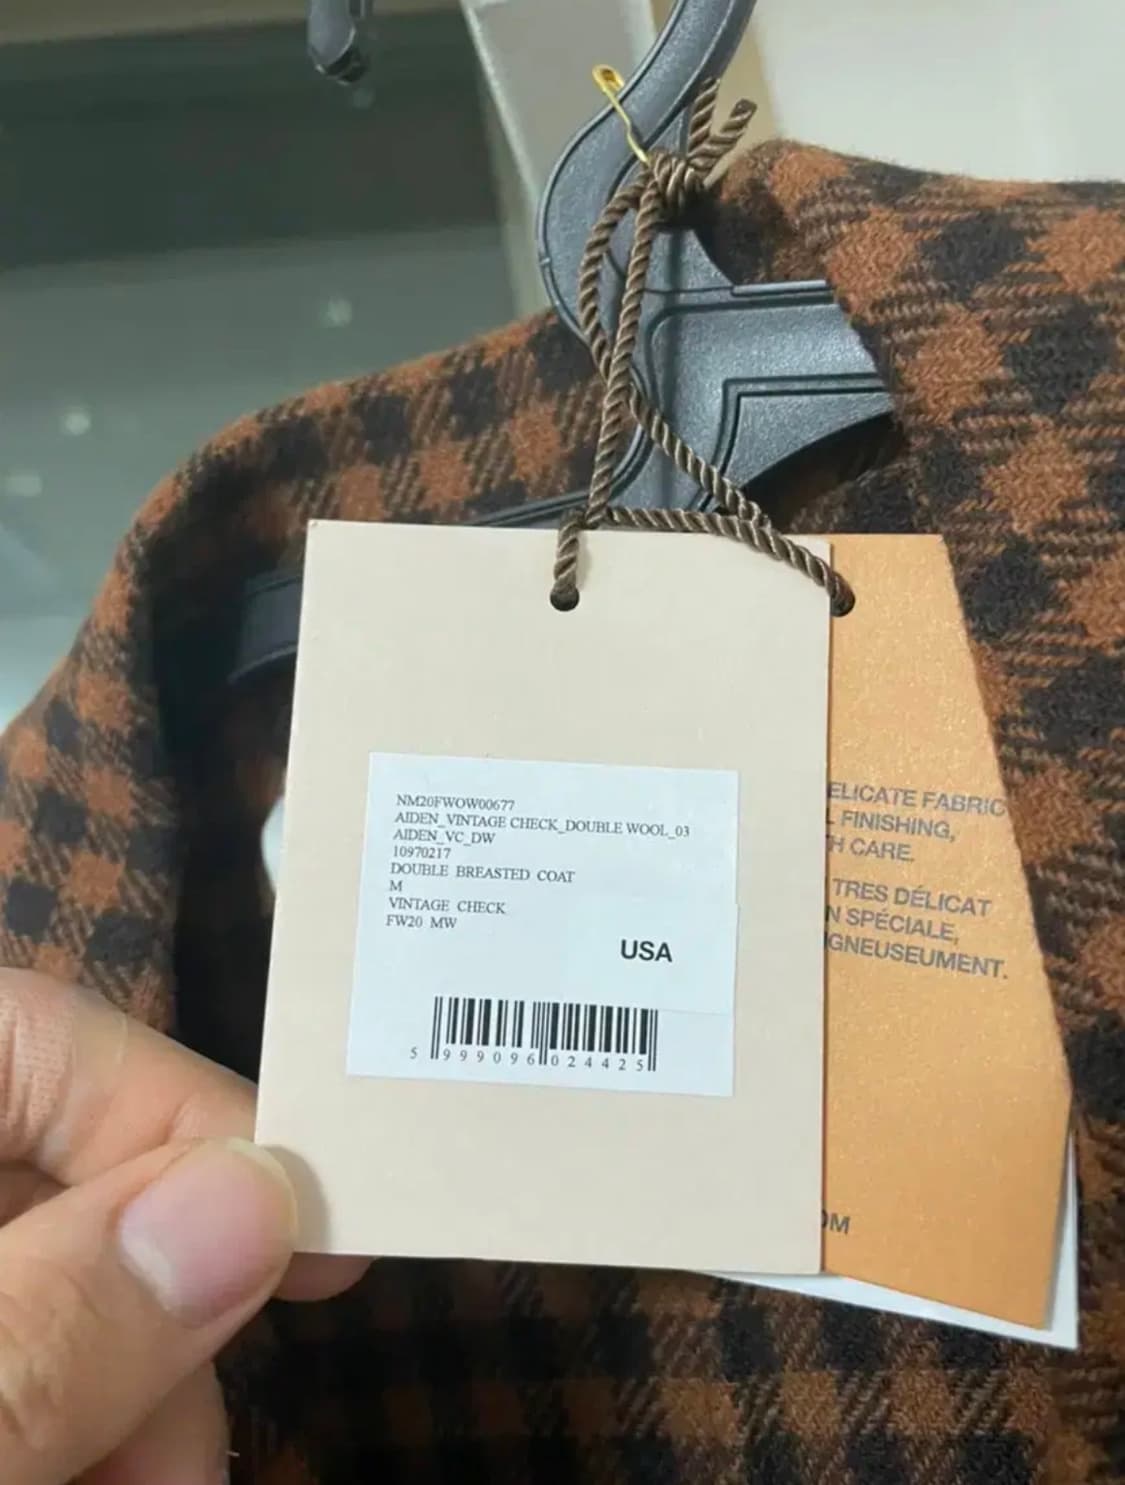 NM20FWOW00677
AIDEN_VINTAGE CHECK_DOUBLE WOOL_03
AIDEN_VC_DW
10970217
DOUBLE BREASTED COAT
M
VINTAGE CHECK
FW20 MW
USA
5 999096 024425
ELICATE FABRIC
FINISHING,
H CARE.
TRES DÉLICAT
N SPÉCIALE,
GNEUSEUMENT.
OM